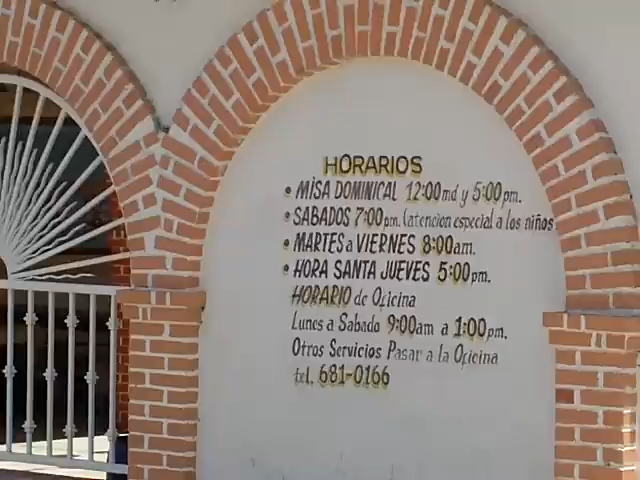 HORARIOS
• MISA DOMINICAL 12:00md y 5:00pm.
• SABADOS 7:00pm. (atencion especial a los niños
• MARTES a VIERNES 8:00am.
• HORA SANTA JUEVES 5:00pm.
HORARIO de Oficina
Lunes a Sabado 9:00am a 1:00pm.
Otros Servicios Pasar a la Oficina
tel. 681-0166